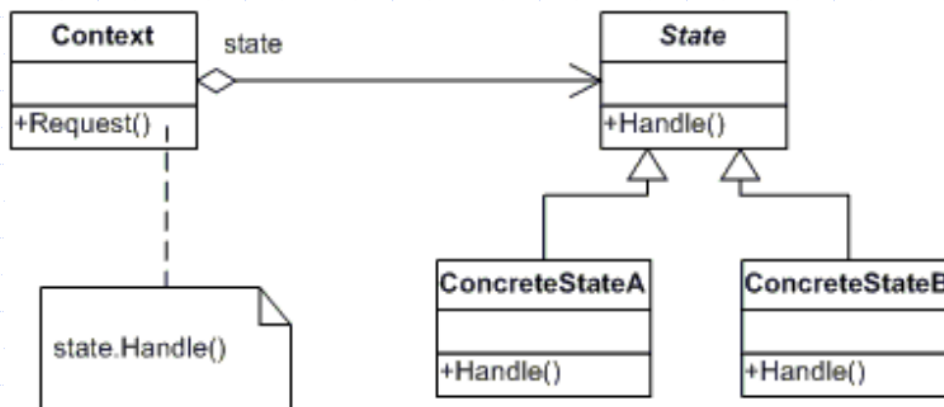 Context
state
State
+Request()
+Handle()
ConcreteStateA
ConcreteStateB
state.Handle()
+Handle()
+Handle()